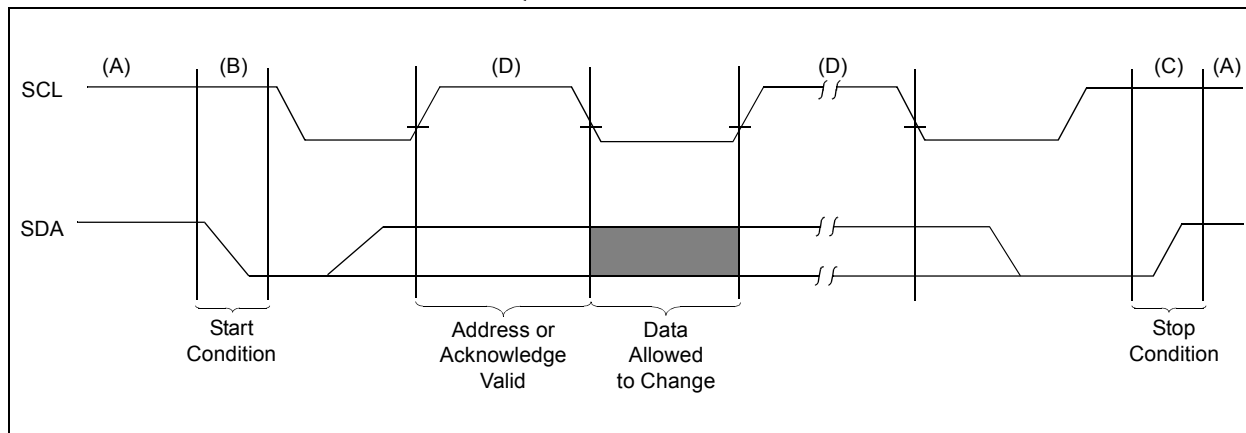 (A) (B) (D) (D) (C) (A)
SCL
SDA
Start
Condition
Address or
Acknowledge
Valid
Data
Allowed
to Change
Stop
Condition